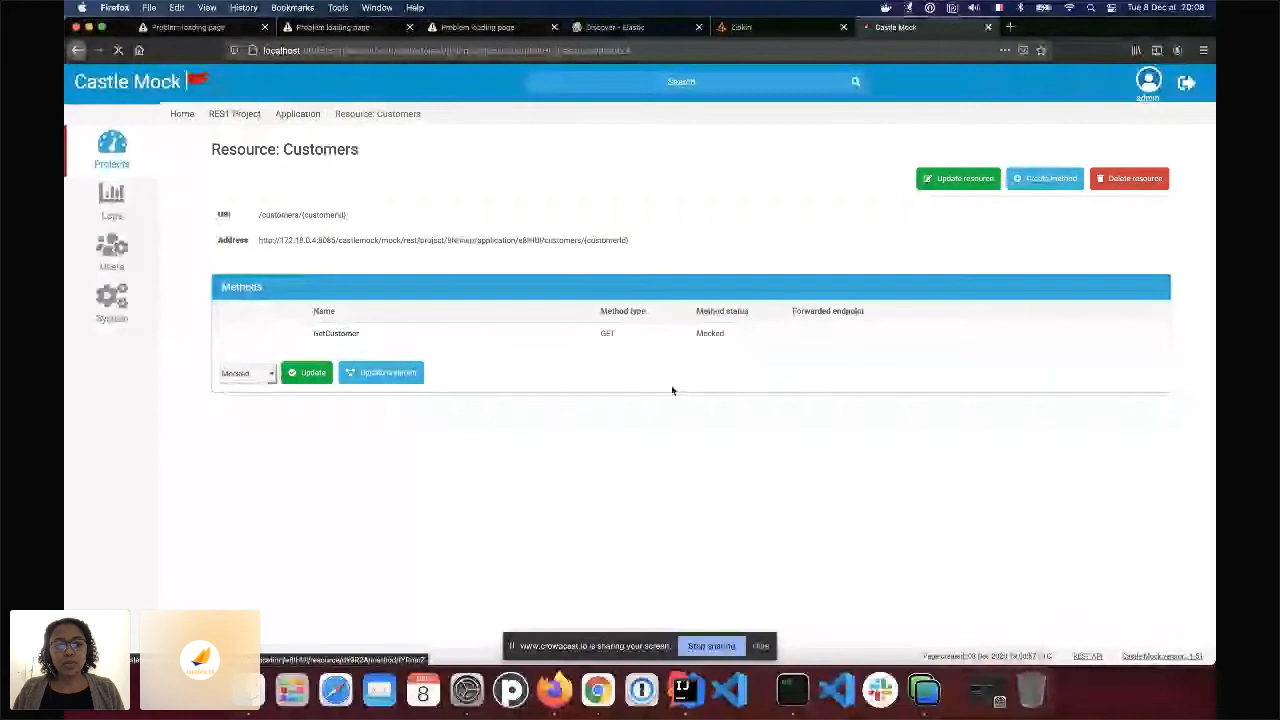 Firefox File Edit View History Bookmarks Tools Window Help
Tue 8 Dec at 20:08
Problem loading page
Problem loading page
Problem loading page
Discover - Elastic
Castle Mock
localhost
Castle Mock
Search
admin
Home REST Project Application Resource: Customers
Projects
Logs
Users
System
Resource: Customers
Update resource
Create method
Delete resource
URI /customers/{customerId}
Address
Methods
Name Method type Method status Forwarded endpoint
GetCustomer GET Mocked
Mocked
Update
www.crowdcast.io is sharing your screen.
Stop sharing
Hide
REST API
8